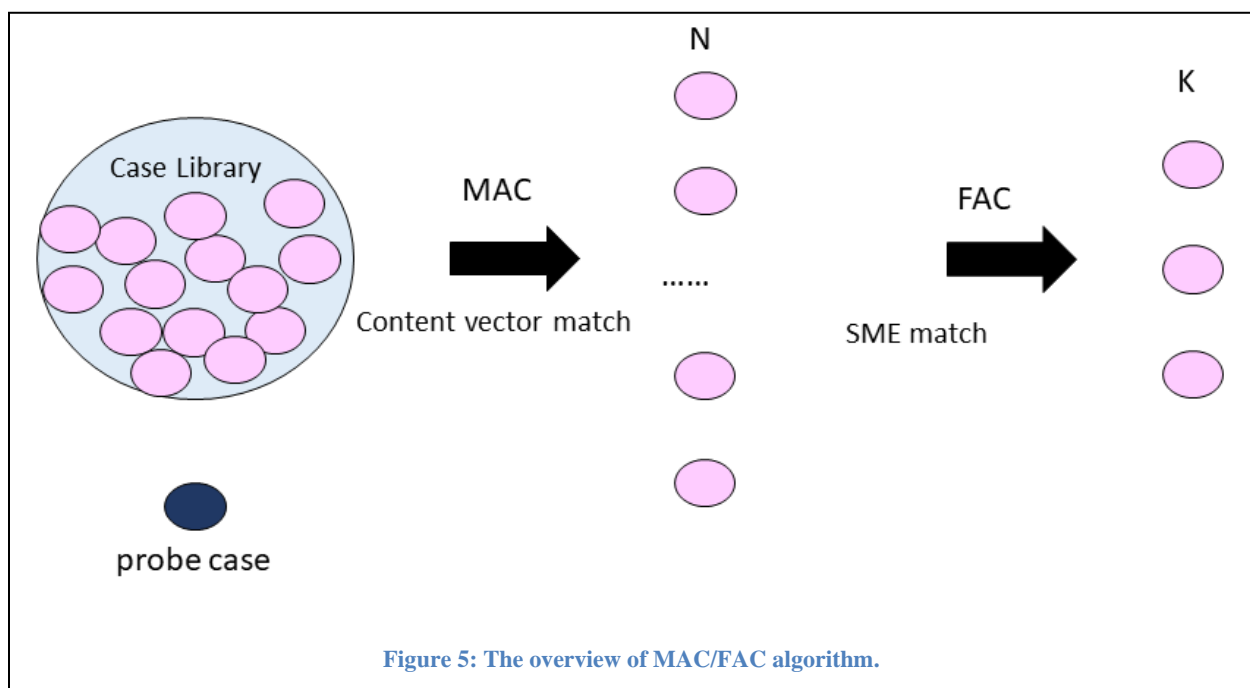 N
K
Case Library
MAC
FAC
......
Content vector match
SME match
probe case
Figure 5: The overview of MAC/FAC algorithm.